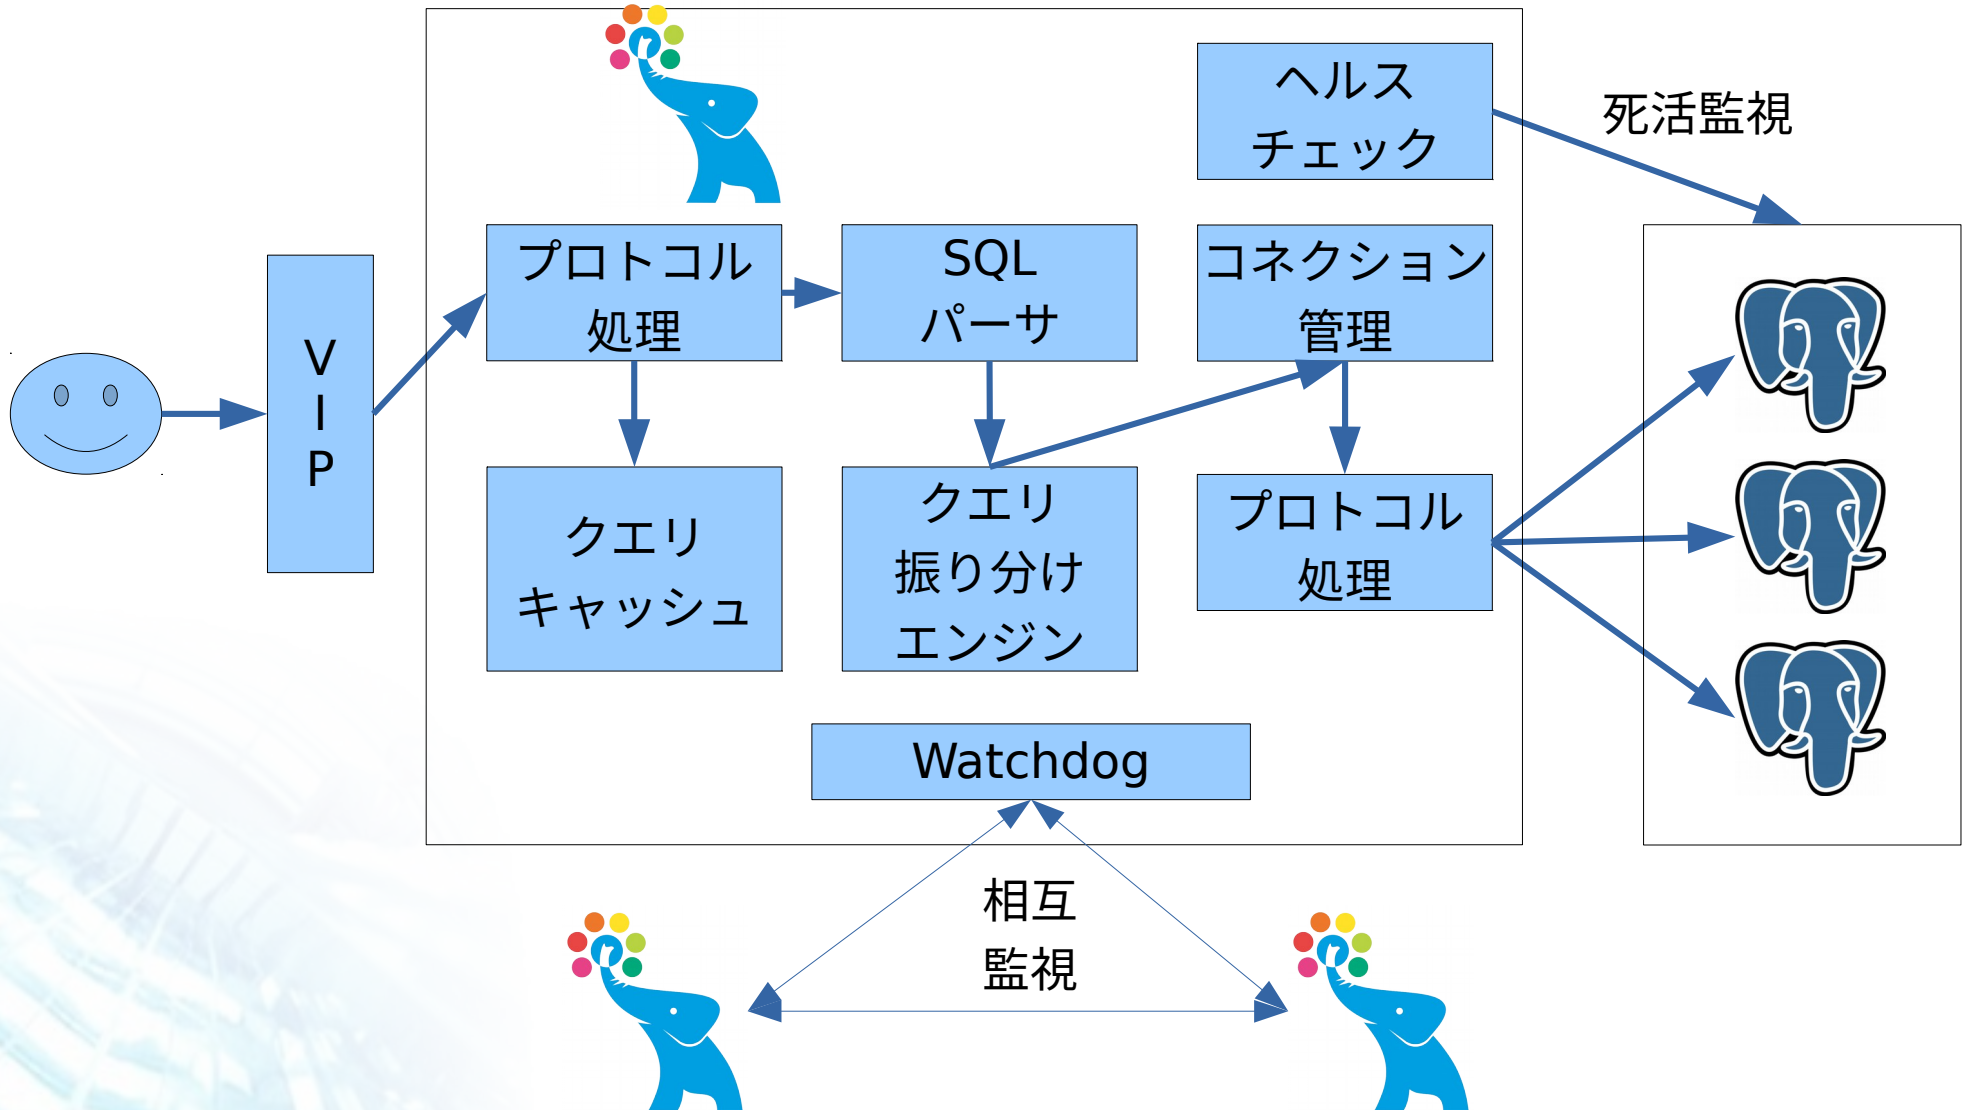 ヘルス
チェック
死活監視
プロトコル
処理
SQL
パーサ
コネクション
管理
V
I
P
クエリ
キャッシュ
クエリ
振り分け
エンジン
プロトコル
処理
Watchdog
相互
監視